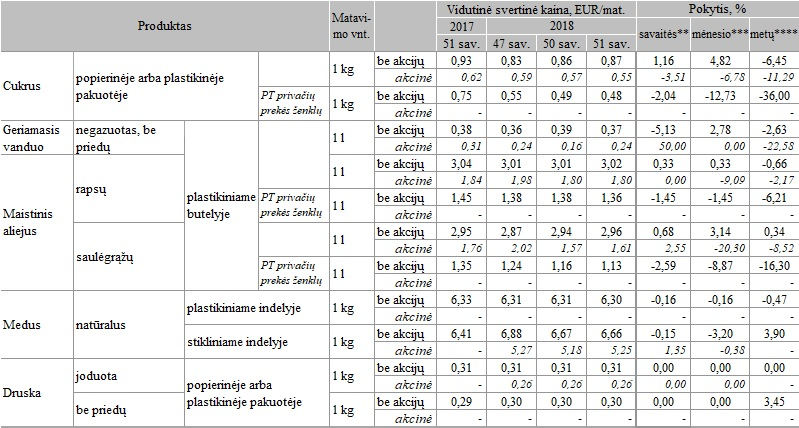 Produktas Matavi-mo vnt. Vidutinė svertinė kaina, EUR/mat. Pokytis, %
2017 2018 savaitės** mėnesio*** metų****
51 sav. 47 sav. 50 sav. 51 sav.
Cukrus popierinėje arba plastikinėje pakuotėje 1 kg be akcijų 0,93 0,83 0,86 0,87 1,16 4,82 -6,45
akcinė 0,62 0,59 0,57 0,55 -3,51 -6,78 -11,29
PT privačių prekės ženklų 1 kg be akcijų 0,75 0,55 0,49 0,48 -2,04 -12,73 -36,00
akcinė - - - - - - -
Geriamasis vanduo negazuotas, be priedų plastikiniame butelyje 1 l be akcijų 0,38 0,36 0,39 0,37 -5,13 2,78 -2,63
akcinė 0,31 0,24 0,16 0,24 50,00 0,00 -22,58
Maistinis aliejus rapsų 1 l be akcijų 3,04 3,01 3,01 3,02 0,33 0,33 -0,66
akcinė 1,84 1,98 1,80 1,80 0,00 -9,09 -2,17
PT privačių prekės ženklų 1 l be akcijų 1,45 1,38 1,38 1,36 -1,45 -1,45 -6,21
akcinė - - - - - - -
saulėgrąžų 1 l be akcijų 2,95 2,87 2,94 2,96 0,68 3,14 0,34
akcinė 1,76 2,02 1,57 1,61 2,55 -20,30 -8,52
PT privačių prekės ženklų 1 l be akcijų 1,35 1,24 1,16 1,13 -2,59 -8,87 -16,30
akcinė - - - - - - -
Medus natūralus plastikiniame indelyje 1 kg be akcijų 6,33 6,31 6,31 6,30 -0,16 -0,16 -0,47
akcinė - - - - - - -
stikliniame indelyje 1 kg be akcijų 6,41 6,88 6,67 6,66 -0,15 -3,20 3,90
akcinė - 5,27 5,18 5,25 1,35 -0,38 -
Druska joduota popierinėje arba plastikinėje pakuotėje 1 kg be akcijų 0,31 0,31 0,31 0,31 0,00 0,00 0,00
akcinė - 0,26 0,26 0,26 0,00 0,00 -
be priedų 1 kg be akcijų 0,29 0,30 0,30 0,30 0,00 0,00 3,45
akcinė - - - - - - -